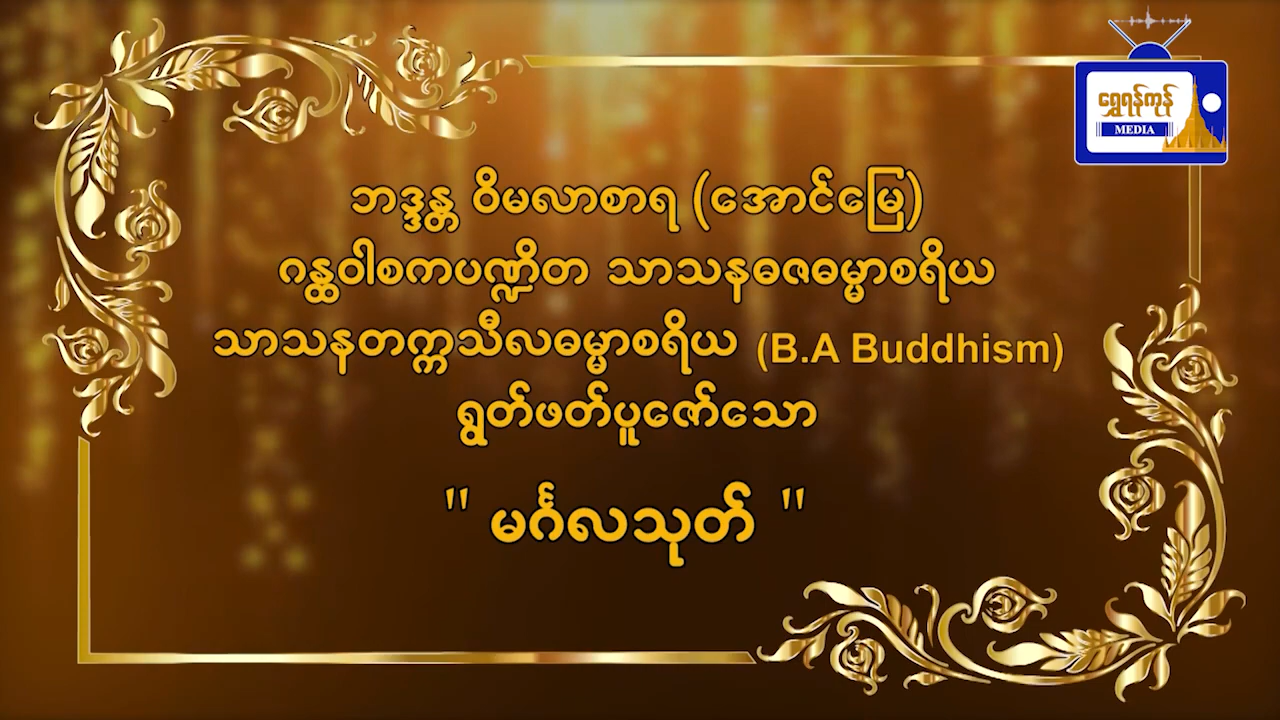 ရွှေရန်ကုန်
MEDIA
ဘဒ္ဒန္တ ဝိမလာစာရ (အောင်မြေ)
ဂန္ထဝါစကပဏ္ဍိတ သာသနဓဇဓမ္မာစရိယ
သာသနတက္ကသီလဓမ္မာစရိယ (B.A Buddhism)
ရွတ်ဖတ်ပူဇော်သော
" မင်္ဂလသုတ် "